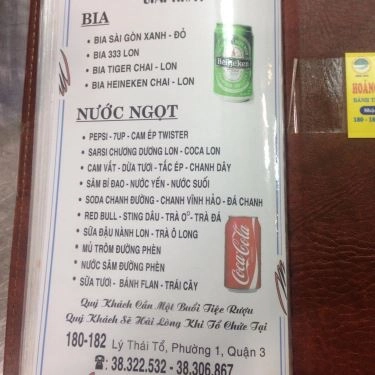 BIA
• BIA SÀI GÒN XANH - ĐỎ
• BIA 333 LON
• BIA TIGER CHAI - LON
• BIA HEINEKEN CHAI - LON
Heineken
NƯỚC NGỌT
• PEPSI - 7UP - CAM ÉP TWISTER
• SARSI CHƯƠNG DƯƠNG LON - COCA LON
• CAM VẮT - DỪA TƯƠI - TẮC ÉP - CHANH DÂY
• SÂM BÍ ĐAO - NƯỚC YẾN - NƯỚC SUỐI
• SODA CHANH ĐƯỜNG - CHANH VĨNH HẢO - ĐÁ CHANH
• RED BULL - STING DÂU - TRÀ O° - TRÀ ĐÁ
• SỮA ĐẬU NÀNH LON - TRÀ Ô LONG
• MỦ TRÔM ĐƯỜNG PHÈN
• NƯỚC SÂM ĐƯỜNG PHÈN
• SỮA TƯƠI - BÁNH FLAN - TRÁI CÂY
Coca-Cola
Quý Khách Cần Một Buổi Tiệc Rượu
Quý Khách Sẽ Hài Lòng Khi Tổ Chức Tại
180-182 Lý Thái Tổ, Phường 1, Quận 3
☎: 38.322.532 - 38.306.867
HOÀNG
BÁNH